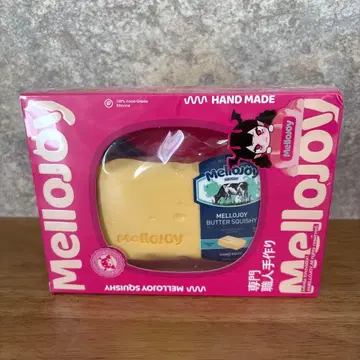 100% Food Grade
Silicone
HAND MADE
MelloJoy
MelloJoy
MelloJoy
MELLOJOY
BUTTER SQUISHY
MelloJoy
MelloJoy
MelloJoy
専門
職人手作り
MELLOJOY SQUISHY